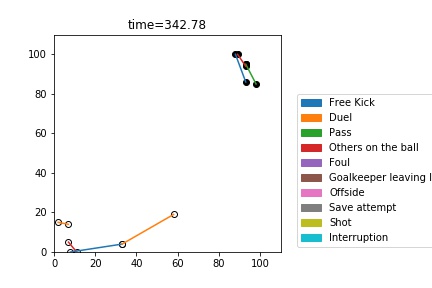 time=342.78
100
80
60
40
20
0
0 20 40 60 80 100
Free Kick
Duel
Pass
Others on the ball
Foul
Goalkeeper leaving l
Offside
Save attempt
Shot
Interruption